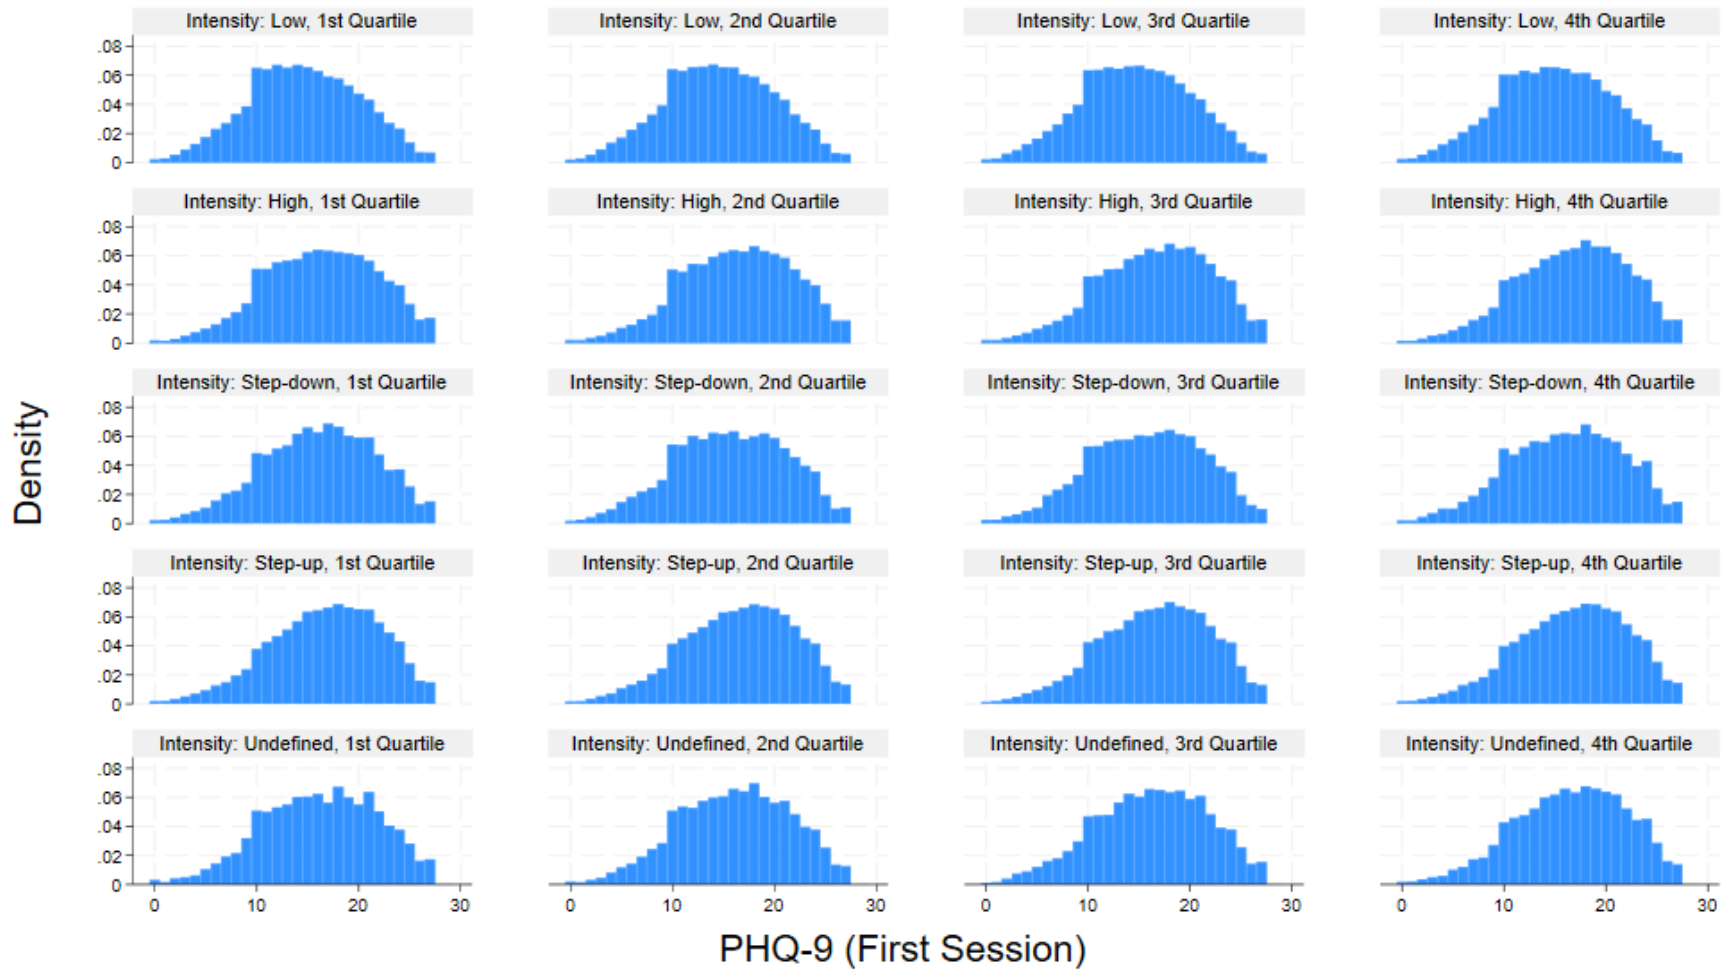 Intensity: Low, 1st Quartile
Intensity: Low, 2nd Quartile
Intensity: Low, 3rd Quartile
Intensity: Low, 4th Quartile
.08
.06
.04
.02
0
Intensity: High, 1st Quartile
Intensity: High, 2nd Quartile
Intensity: High, 3rd Quartile
Intensity: High, 4th Quartile
.08
.06
.04
.02
0
Intensity: Step-down, 1st Quartile
Intensity: Step-down, 2nd Quartile
Intensity: Step-down, 3rd Quartile
Intensity: Step-down, 4th Quartile
.08
.06
.04
.02
0
Density
Intensity: Step-up, 1st Quartile
Intensity: Step-up, 2nd Quartile
Intensity: Step-up, 3rd Quartile
Intensity: Step-up, 4th Quartile
.08
.06
.04
.02
0
Intensity: Undefined, 1st Quartile
Intensity: Undefined, 2nd Quartile
Intensity: Undefined, 3rd Quartile
Intensity: Undefined, 4th Quartile
.08
.06
.04
.02
0
0 10 20 30
0 10 20 30
0 10 20 30
0 10 20 30
PHQ-9 (First Session)